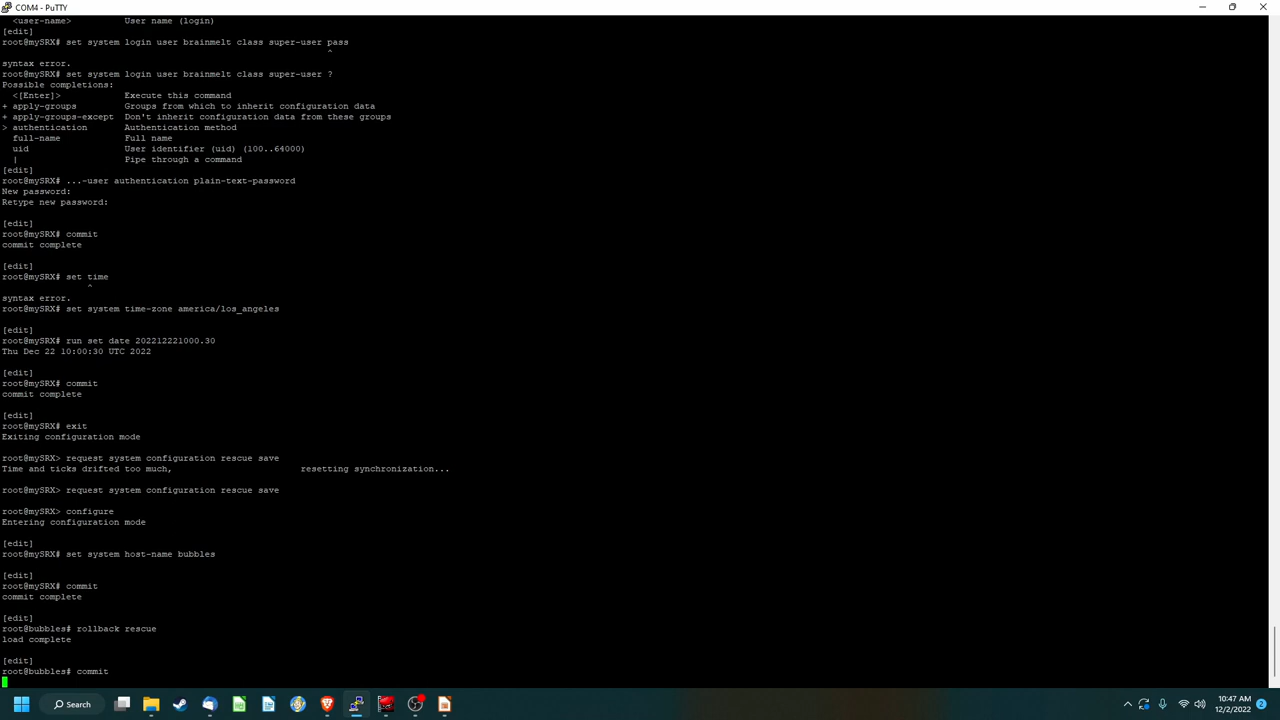 COM4 - PuTTY
<user-name> User name (login)
[edit]
root@mySRX# set system login user brainmelt class super-user pass
^
syntax error.
root@mySRX# set system login user brainmelt class super-user ?
Possible completions:
<[Enter]> Execute this command
+ apply-groups Groups from which to inherit configuration data
+ apply-groups-except Don't inherit configuration data from these groups
> authentication Authentication method
full-name Full name
uid User identifier (uid) (100..64000)
| Pipe through a command
[edit]
root@mySRX# ...-user authentication plain-text-password
New password:
Retype new password:
[edit]
root@mySRX# commit
commit complete
[edit]
root@mySRX# set time
^
syntax error.
root@mySRX# set system time-zone america/los_angeles
[edit]
root@mySRX# run set date 202212221000.30
Thu Dec 22 10:00:30 UTC 2022
[edit]
root@mySRX# commit
commit complete
[edit]
root@mySRX# exit
Exiting configuration mode
root@mySRX> request system configuration rescue save
Time and ticks drifted too much, resetting synchronization...
root@mySRX> request system configuration rescue save
root@mySRX> configure
Entering configuration mode
[edit]
root@mySRX# set system host-name bubbles
[edit]
root@mySRX# commit
commit complete
[edit]
root@bubbles# rollback rescue
load complete
[edit]
root@bubbles# commit
Search
10:47 AM
12/2/2022
2